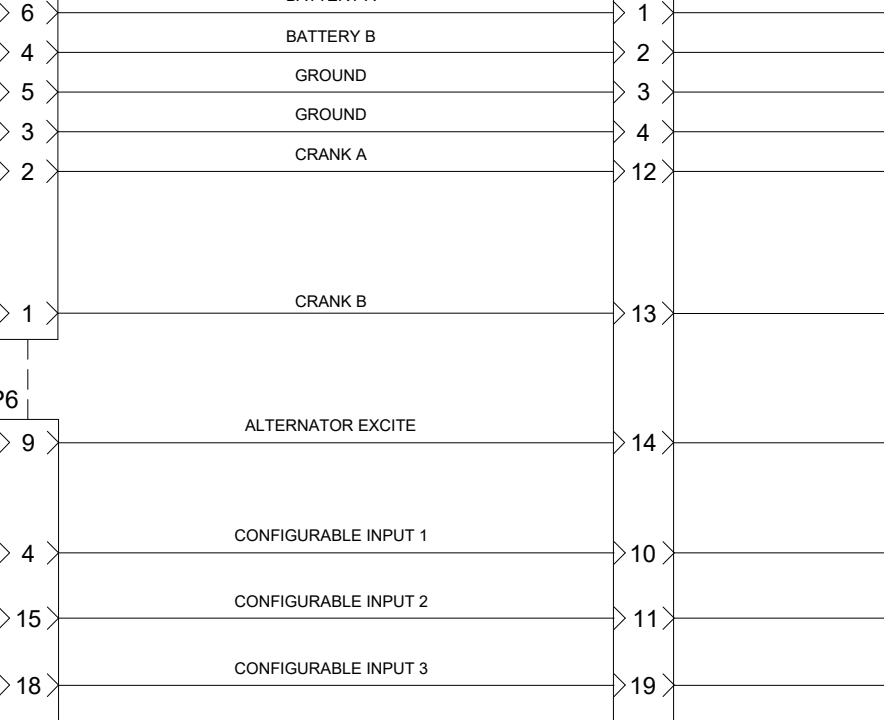 6 1
BATTERY B
4 2
GROUND
5 3
GROUND
3 4
CRANK A
2 12
CRANK B
1 13
P6
ALTERNATOR EXCITE
9 14
CONFIGURABLE INPUT 1
4 10
CONFIGURABLE INPUT 2
15 11
CONFIGURABLE INPUT 3
18 19